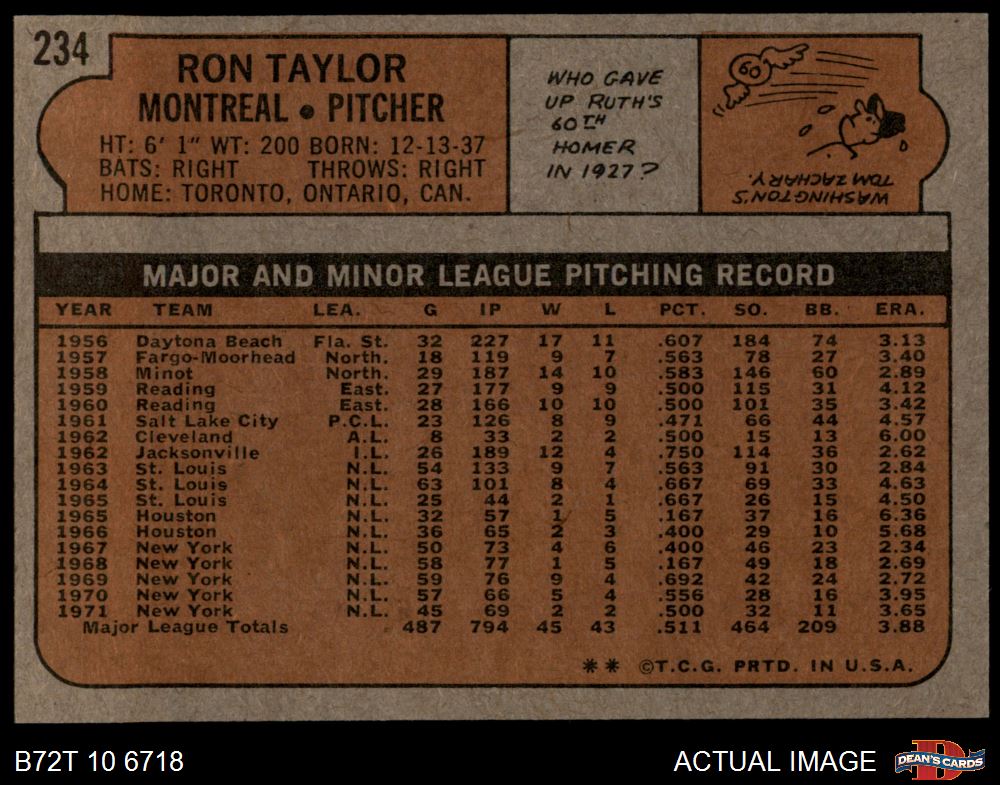 234
RON TAYLOR
MONTREAL • PITCHER
HT: 6' 1" WT: 200 BORN: 12-13-37
BATS: RIGHT THROWS: RIGHT
HOME: TORONTO, ONTARIO, CAN.
WHO GAVE
UP RUTH'S
60TH
HOMER
IN 1927?
60
WASHINGTON'S
TOM ZACHARY.
MAJOR AND MINOR LEAGUE PITCHING RECORD
YEAR TEAM LEA. G IP W L PCT. SO. BB. ERA.
1956 Daytona Beach Fla. St. 32 227 17 11 .607 184 74 3.13
1957 Fargo-Moorhead North. 18 119 9 7 .563 78 27 3.40
1958 Minot North. 29 187 14 10 .583 146 60 2.89
1959 Reading East. 27 177 9 9 .500 115 31 4.12
1960 Reading East. 28 166 10 10 .500 101 35 3.42
1961 Salt Lake City P.C.L. 23 126 8 9 .471 66 44 4.57
1962 Cleveland A.L. 8 33 2 2 .500 15 13 6.00
1962 Jacksonville I.L. 26 189 12 4 .750 114 36 2.62
1963 St. Louis N.L. 54 133 9 7 .563 91 30 2.84
1964 St. Louis N.L. 63 101 8 4 .667 69 33 4.63
1965 St. Louis N.L. 25 44 2 1 .667 26 15 4.50
1965 Houston N.L. 32 57 1 5 .167 37 16 6.36
1966 Houston N.L. 36 65 2 3 .400 29 10 5.68
1967 New York N.L. 50 73 4 6 .400 46 23 2.34
1968 New York N.L. 58 77 1 5 .167 49 18 2.69
1969 New York N.L. 59 76 9 4 .692 42 24 2.72
1970 New York N.L. 57 66 5 4 .556 28 16 3.95
1971 New York N.L. 45 69 2 2 .500 32 11 3.65
Major League Totals 487 794 45 43 .511 464 209 3.88
** ©T.C.G. PRTD. IN U.S.A.
B72T 10 6718
ACTUAL IMAGE
D
DEAN'S CARDS